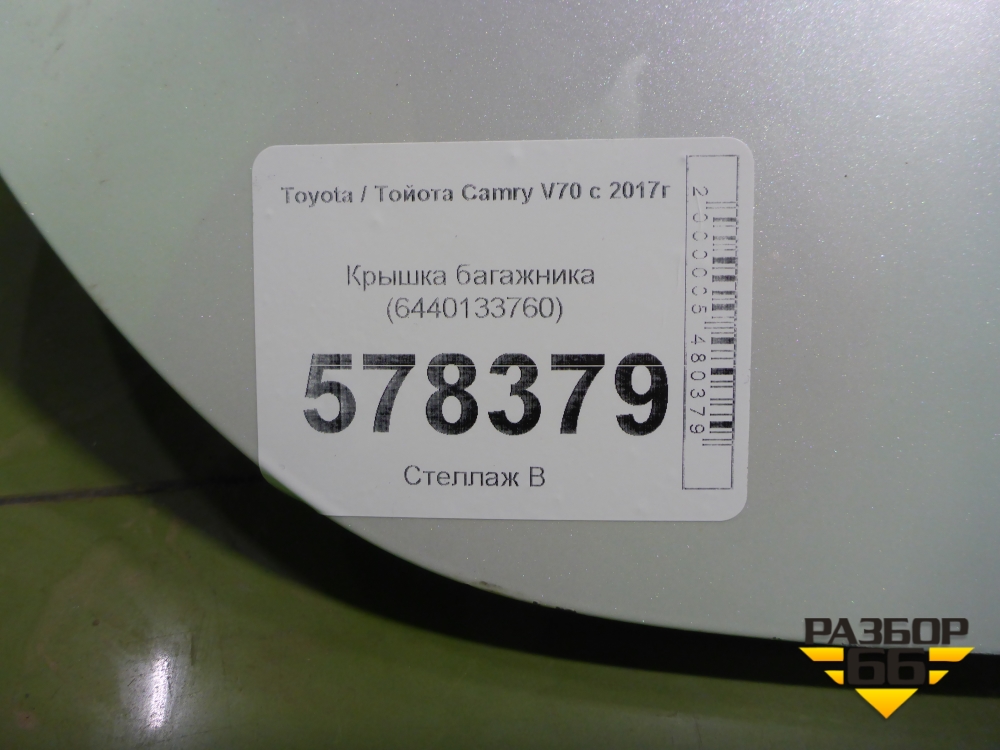 Toyota / Тойота Camry V70 с 2017г
Крышка багажника
(6440133760)
578379
Стеллаж В
2000005480379
РАЗБОР
66